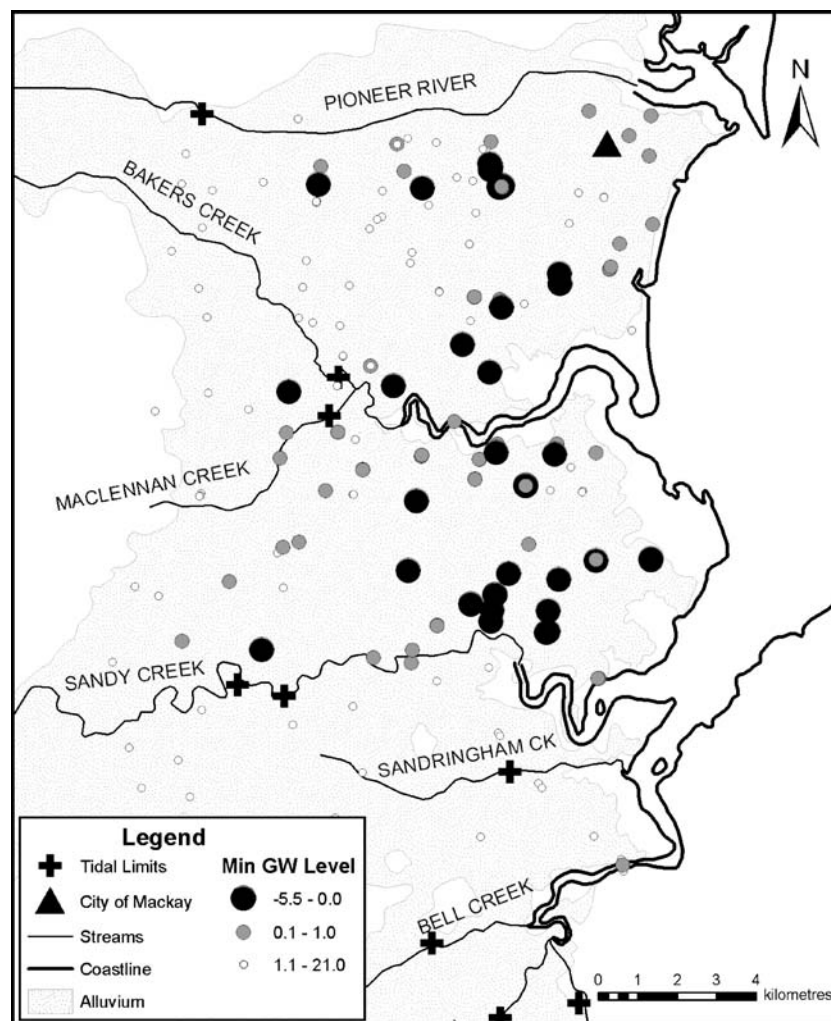 PIONEER RIVER
N
BAKERS CREEK
MACLENNAN CREEK
SANDY CREEK
SANDRINGHAM CK
BELL CREEK
Legend
Tidal Limits
City of Mackay
Streams
Coastline
Alluvium
Min GW Level
-5.5 - 0.0
0.1 - 1.0
1.1 - 21.0
0 1 2 3 4
kilometres